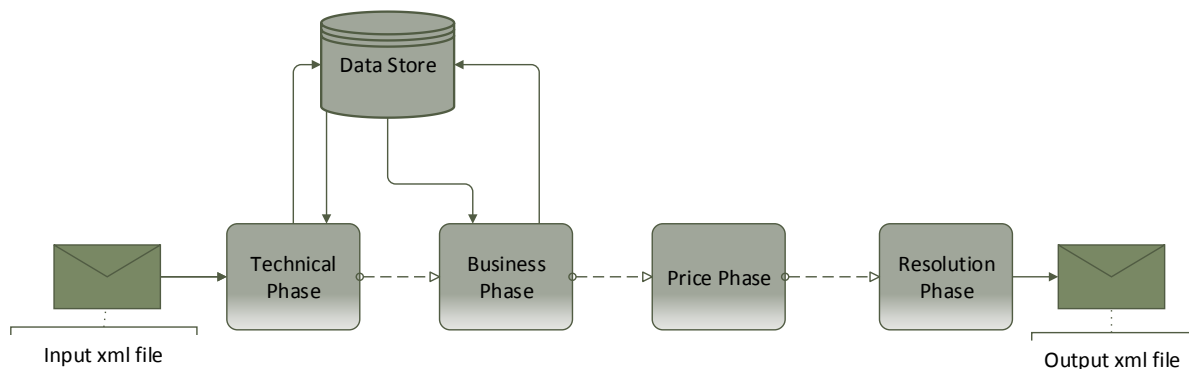 Data Store
Technical
Phase
Business
Phase
Price Phase
Resolution
Phase
Input xml file
Output xml file